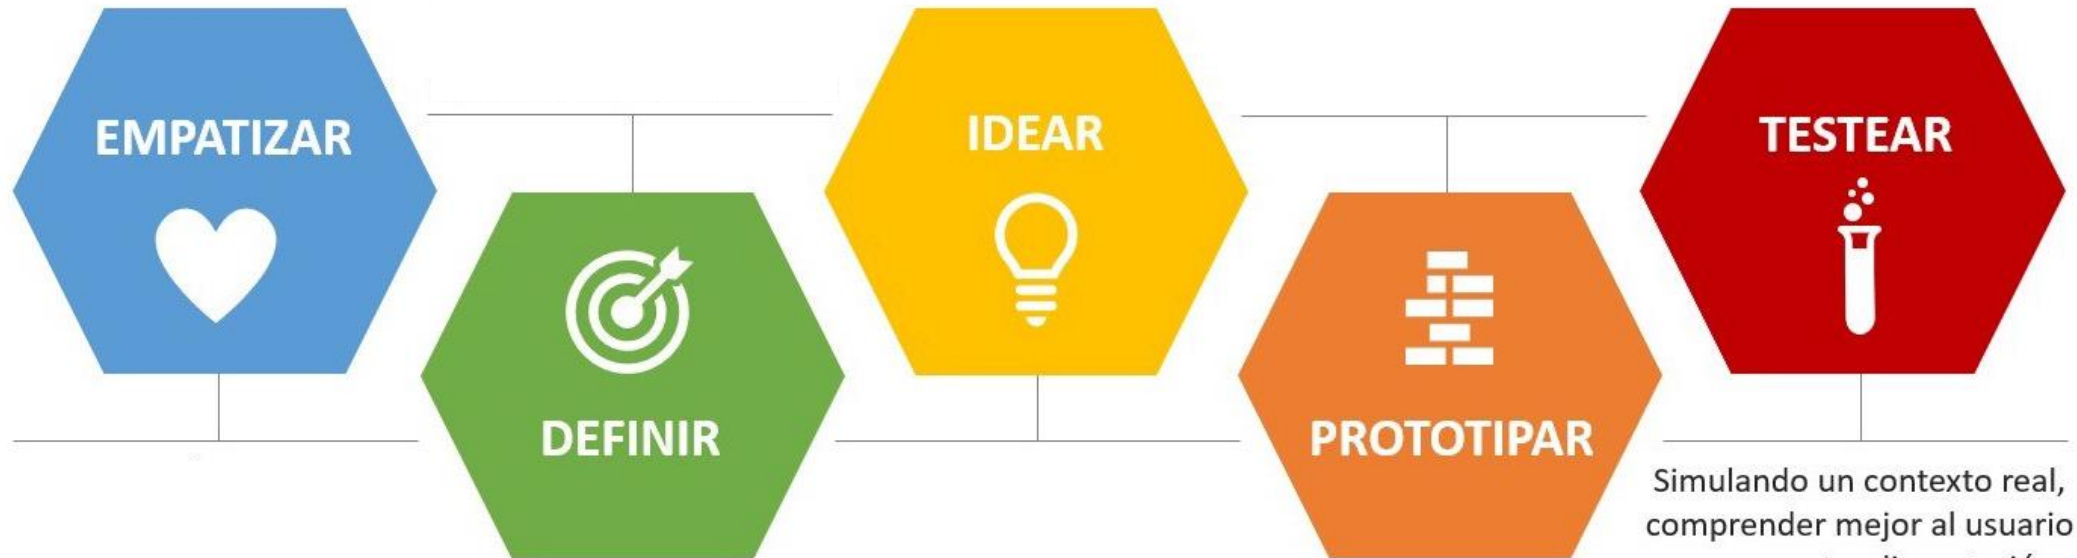 EMPATIZAR
DEFINIR
IDEAR
PROTOTIPAR
TESTEAR
Simulando un contexto real,
comprender mejor al usuario